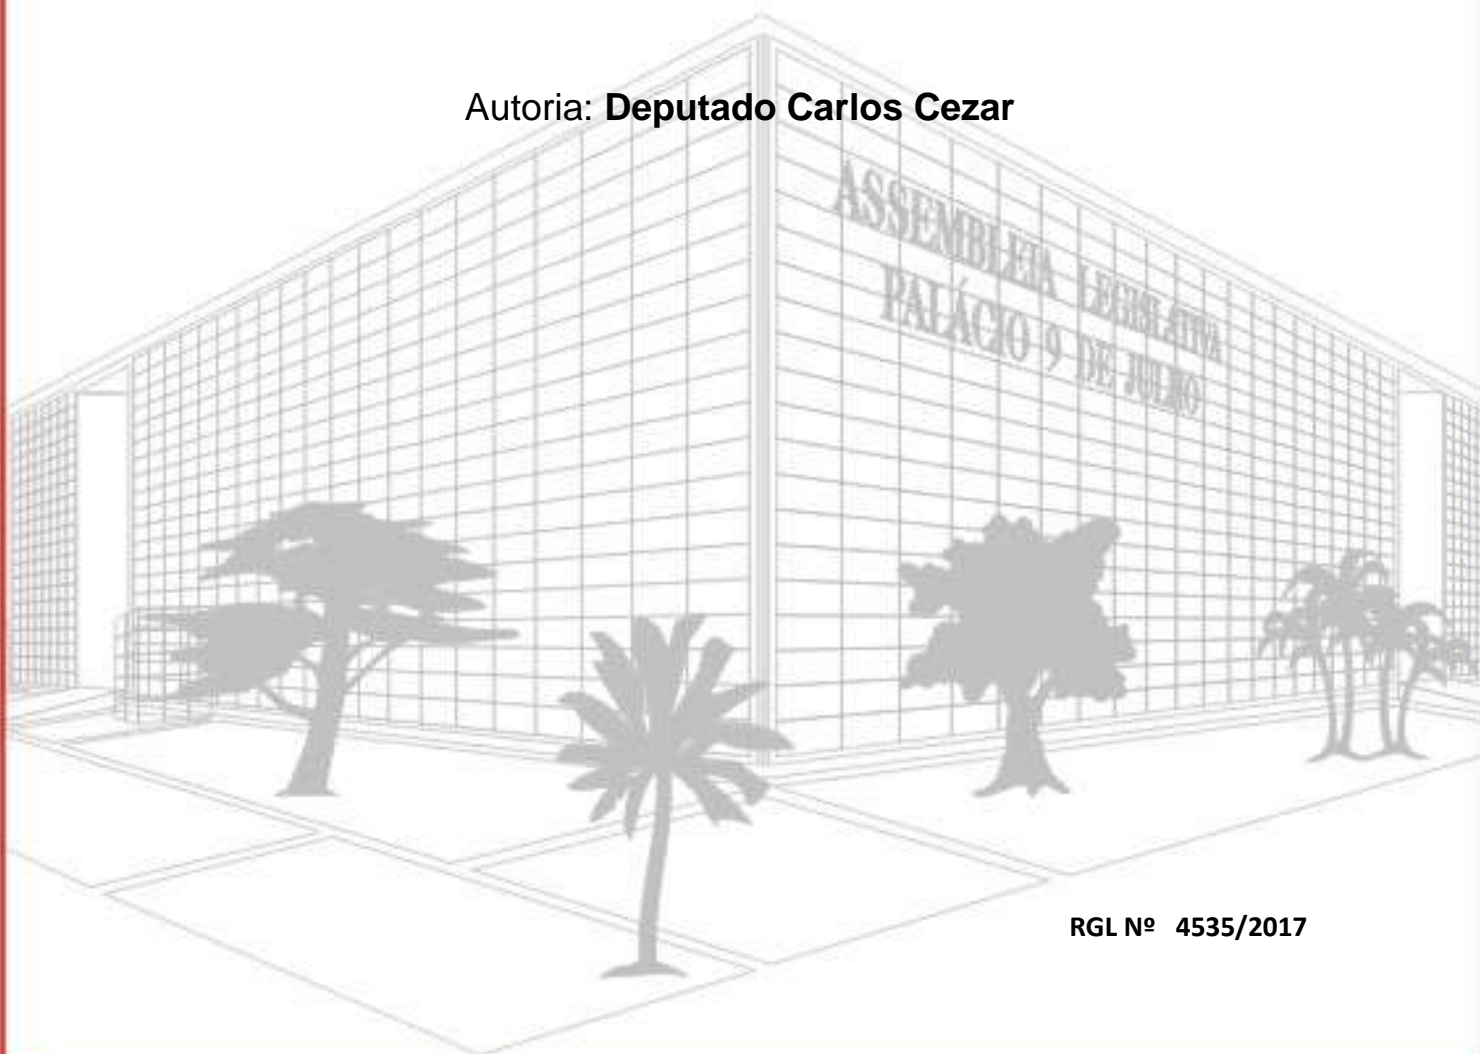 Autoria: Deputado Carlos Cezar
ASSEMBLEIA LEGISLATIVA
PALÁCIO 9 DE JULHO
RGL Nº 4535/2017